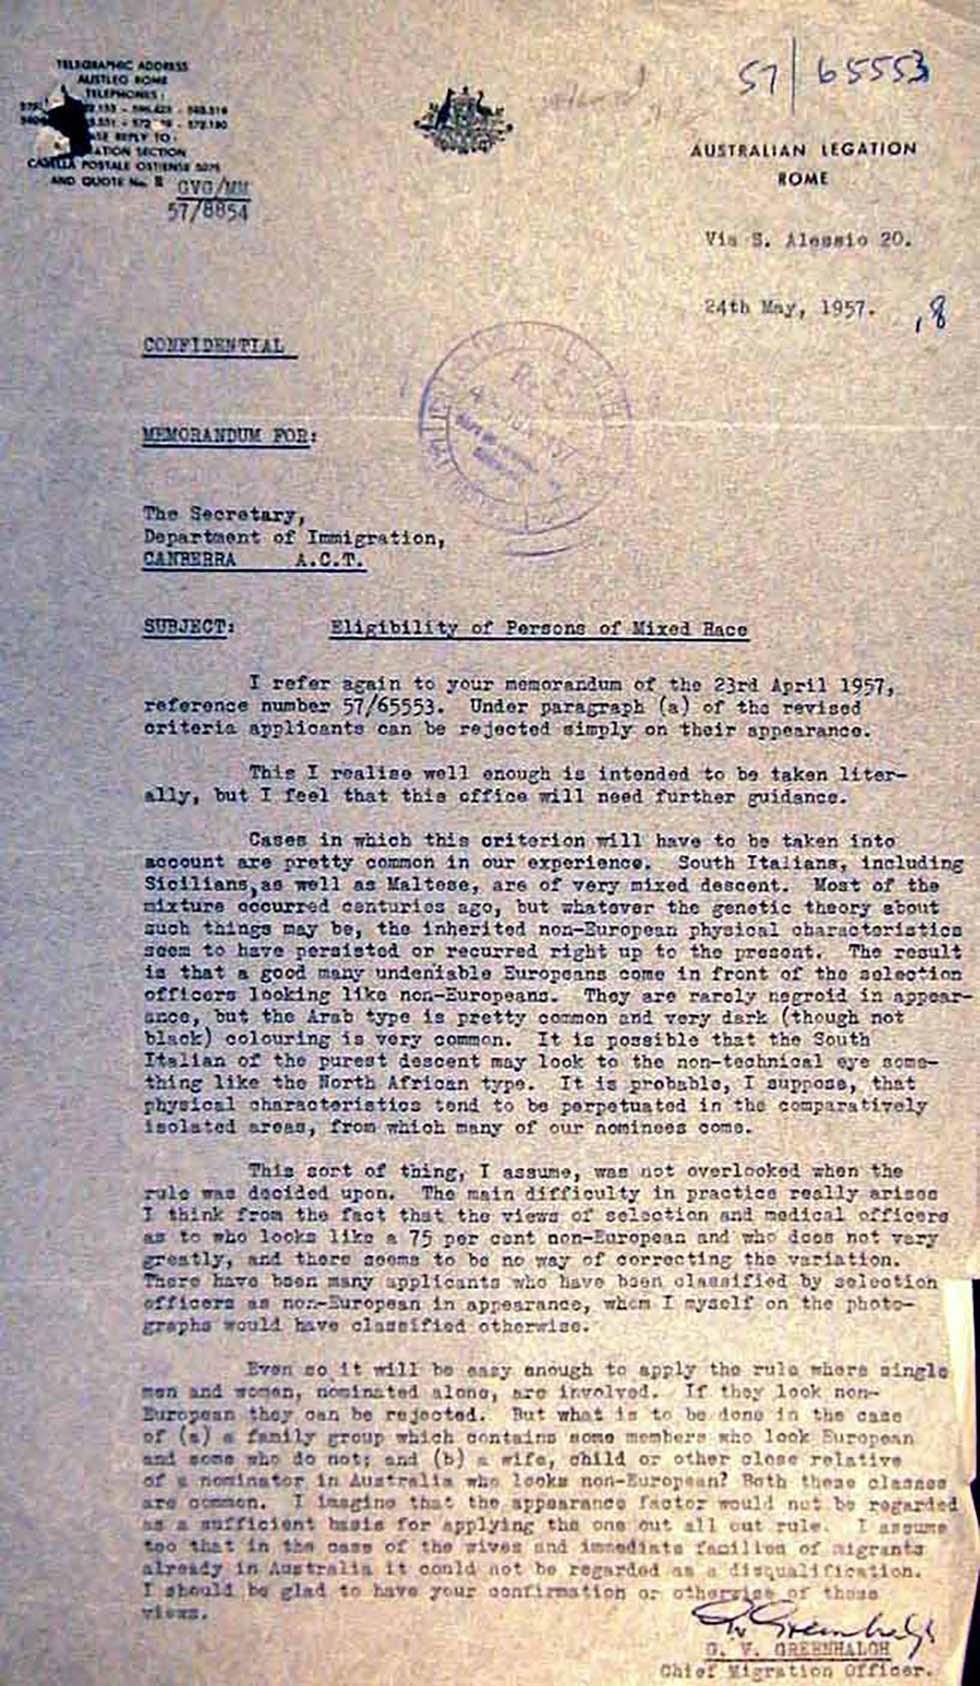 TELEGRAPHIC ADDRESS
AUSTLEO ROME
TELEPHONES:
REPLY TO:
SECTION
CASELLA POSTALE OSTIENSE 5075
AND QUOTE No. R GVG/MM
57/8854
57/65553
AUSTRALIAN LEGATION
ROME
Via S. Alessio 20.
24th May, 1957.
,8
CONFIDENTIAL
MEMORANDUM FOR:
The Secretary,
Department of Immigration,
CANBERRA A.C.T.
SUBJECT: Eligibility of Persons of Mixed Race
I refer again to your memorandum of the 23rd April 1957,
reference number 57/65553. Under paragraph (a) of the revised
criteria applicants can be rejected simply on their appearance.
This I realise well enough is intended to be taken liter-
ally, but I feel that this office will need further guidance.
Cases in which this criterion will have to be taken into
account are pretty common in our experience. South Italians, including
Sicilians, as well as Maltese, are of very mixed descent. Most of the
mixture occurred centuries ago, but whatever the genetic theory about
such things may be, the inherited non-European physical characteristics
seem to have persisted or recurred right up to the present. The result
is that a good many undeniable Europeans come in front of the selection
officers looking like non-Europeans. They are rarely negroid in appear-
ance, but the Arab type is pretty common and very dark (though not
black) colouring is very common. It is possible that the South
Italian of the purest descent may look to the non-technical eye some-
thing like the North African type. It is probable, I suppose, that
physical characteristics tend to be perpetuated in the comparatively
isolated areas, from which many of our nominees come.
This sort of thing, I assume, was not overlooked when the
rule was decided upon. The main difficulty in practice really arises
I think from the fact that the views of selection and medical officers
as to who looks like a 75 per cent non-European and who does not vary
greatly, and there seems to be no way of correcting the variation.
There have been many applicants who have been classified by selection
officers as non-European in appearance, whom I myself on the photo-
graphs would have classified otherwise.
Even so it will be easy enough to apply the rule where single
men and women, nominated alone, are involved. If they look non-
European they can be rejected. But what is to be done in the case
of (a) a family group which contains some members who look European
and some who do not; and (b) a wife, child or other close relative
of a nominator in Australia who looks non-European? Both these classes
are common. I imagine that the appearance factor would not be regarded
as a sufficient basis for applying the one out all out rule. I assume
too that in the case of the wives and immediate families of migrants
already in Australia it could not be regarded as a disqualification.
I should be glad to have your confirmation or otherwise of these
views.
G. V. Greenhalgh
G. V. GREENHALGH
Chief Migration Officer.